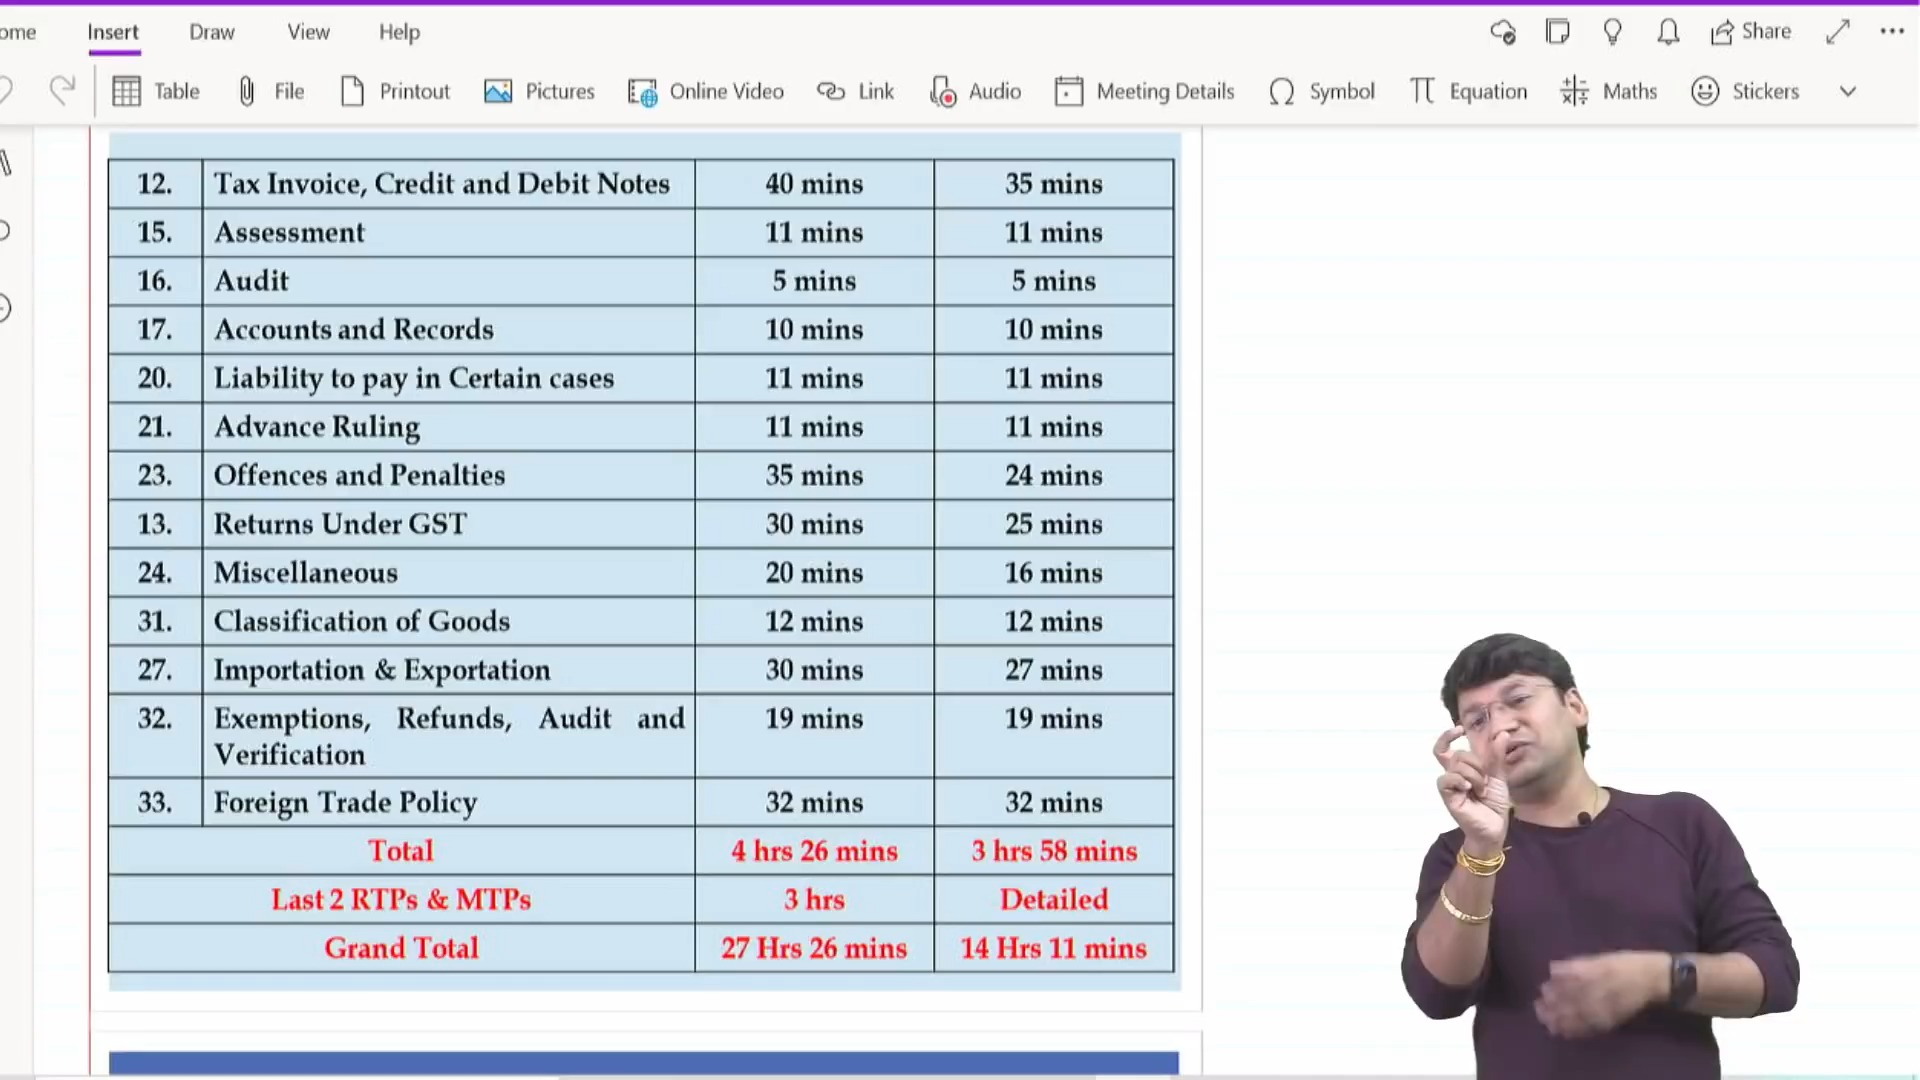 ome Insert Draw View Help Share
Table File Printout Pictures Online Video Link Audio Meeting Details Symbol Equation Maths Stickers
12. Tax Invoice, Credit and Debit Notes 40 mins 35 mins
15. Assessment 11 mins 11 mins
16. Audit 5 mins 5 mins
17. Accounts and Records 10 mins 10 mins
20. Liability to pay in Certain cases 11 mins 11 mins
21. Advance Ruling 11 mins 11 mins
23. Offences and Penalties 35 mins 24 mins
13. Returns Under GST 30 mins 25 mins
24. Miscellaneous 20 mins 16 mins
31. Classification of Goods 12 mins 12 mins
27. Importation & Exportation 30 mins 27 mins
32. Exemptions, Refunds, Audit and 19 mins 19 mins
Verification
33. Foreign Trade Policy 32 mins 32 mins
Total 4 hrs 26 mins 3 hrs 58 mins
Last 2 RTPs & MTPs 3 hrs Detailed
Grand Total 27 Hrs 26 mins 14 Hrs 11 mins